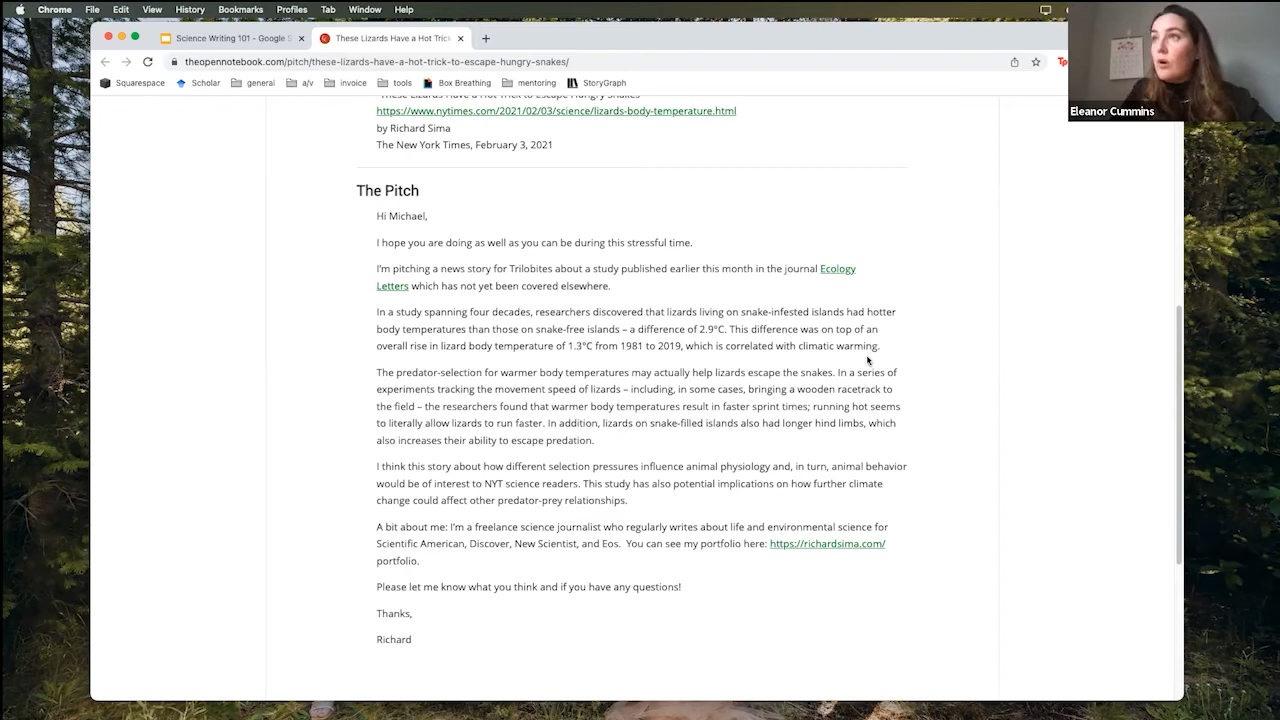 Chrome File Edit View History Bookmarks Profiles Tab Window Help
Science Writing 101 - Google S
These Lizards Have a Hot Trick
theopennotebook.com/pitch/these-lizards-have-a-hot-trick-to-escape-hungry-snakes/
Squarespace Scholar general a/v invoice tools Box Breathing mentoring StoryGraph
Eleanor Cummins
"These Lizards Have a Hot Trick to Escape Hungry Snakes"
https://www.nytimes.com/2021/02/03/science/lizards-body-temperature.html
by Richard Sima
The New York Times, February 3, 2021
The Pitch
Hi Michael,
I hope you are doing as well as you can be during this stressful time.
I'm pitching a news story for Trilobites about a study published earlier this month in the journal Ecology
Letters which has not yet been covered elsewhere.
In a study spanning four decades, researchers discovered that lizards living on snake-infested islands had hotter
body temperatures than those on snake-free islands – a difference of 2.9°C. This difference was on top of an
overall rise in lizard body temperature of 1.3°C from 1981 to 2019, which is correlated with climatic warming.
The predator-selection for warmer body temperatures may actually help lizards escape the snakes. In a series of
experiments tracking the movement speed of lizards – including, in some cases, bringing a wooden racetrack to
the field – the researchers found that warmer body temperatures result in faster sprint times; running hot seems
to literally allow lizards to run faster. In addition, lizards on snake-filled islands also had longer hind limbs, which
also increases their ability to escape predation.
I think this story about how different selection pressures influence animal physiology and, in turn, animal behavior
would be of interest to NYT science readers. This study has also potential implications on how further climate
change could affect other predator-prey relationships.
A bit about me: I'm a freelance science journalist who regularly writes about life and environmental science for
Scientific American, Discover, New Scientist, and Eos. You can see my portfolio here: https://richardsima.com/
portfolio.
Please let me know what you think and if you have any questions!
Thanks,
Richard